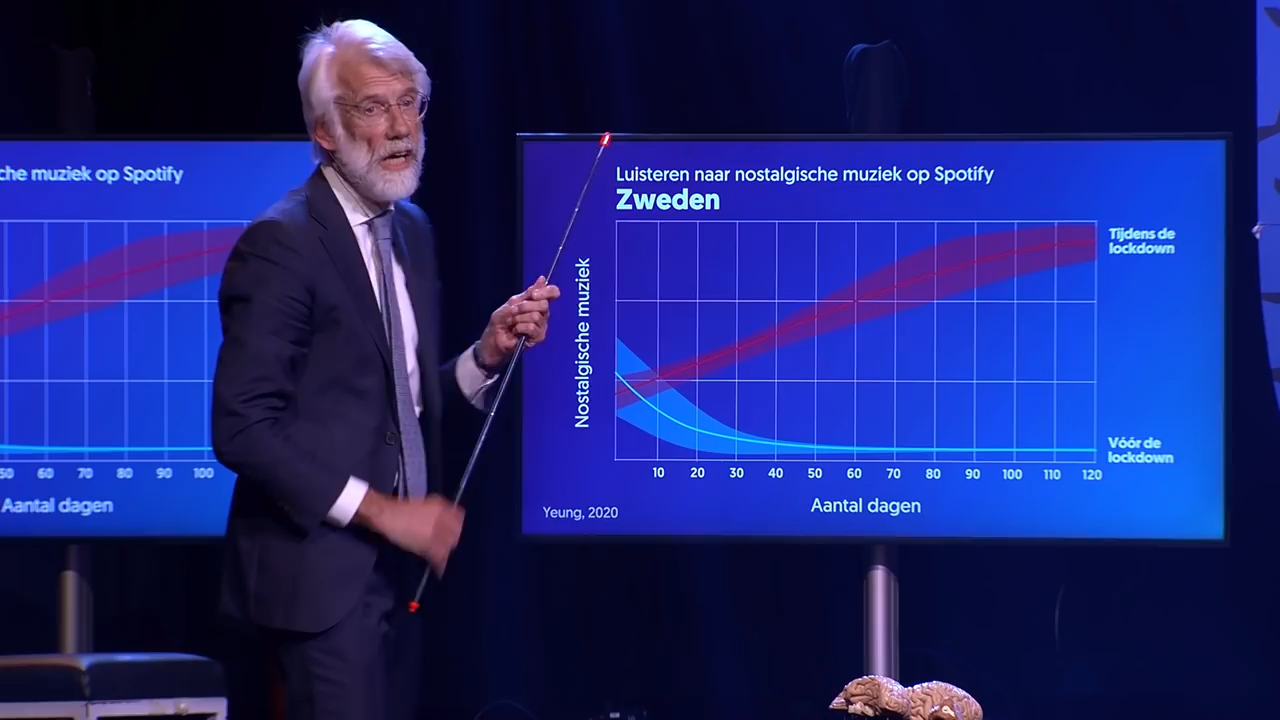 che muziek op Spotify
60 70 80 90 100
Aantal dagen
Luisteren naar nostalgische muziek op Spotify
Zweden
Nostalgische muziek
Tijdens de
lockdown
Vóór de
lockdown
10 20 30 40 50 60 70 80 90 100 110 120
Aantal dagen
Yeung, 2020